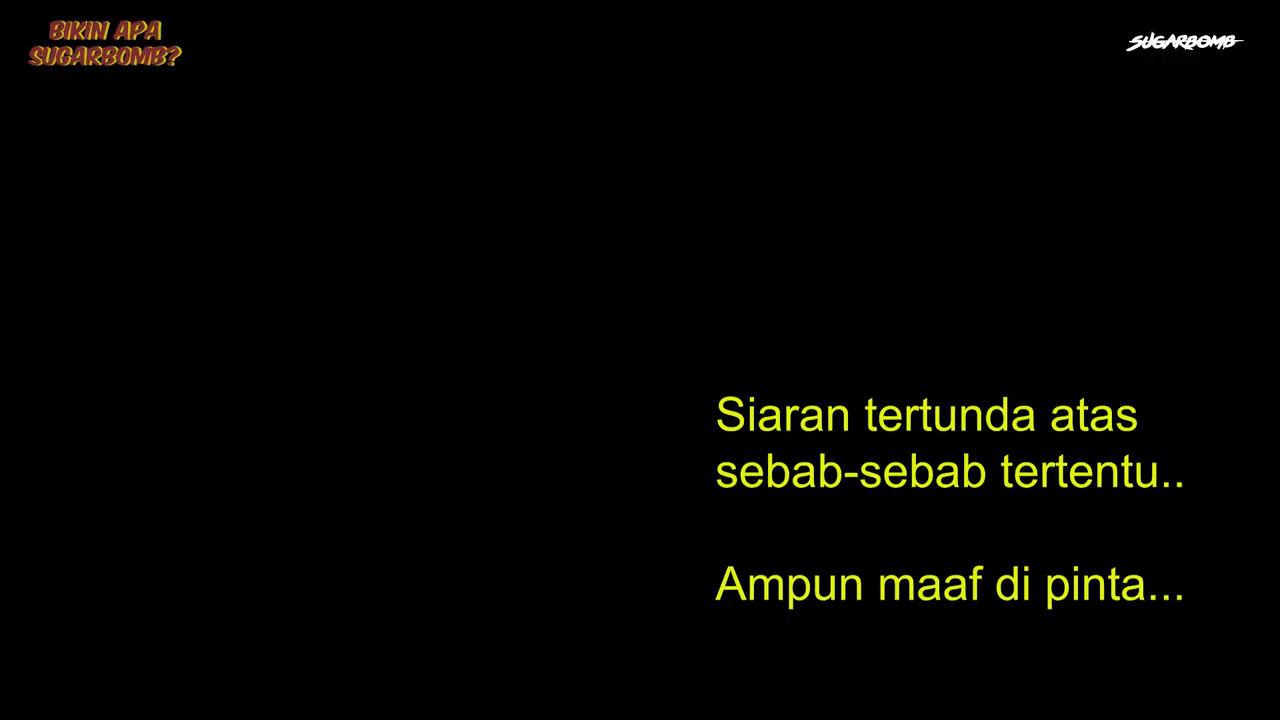 BIKIN APA
SUGARBOMB?
SUGARBOMB
Siaran tertunda atas
sebab-sebab tertentu..
Ampun maaf di pinta...